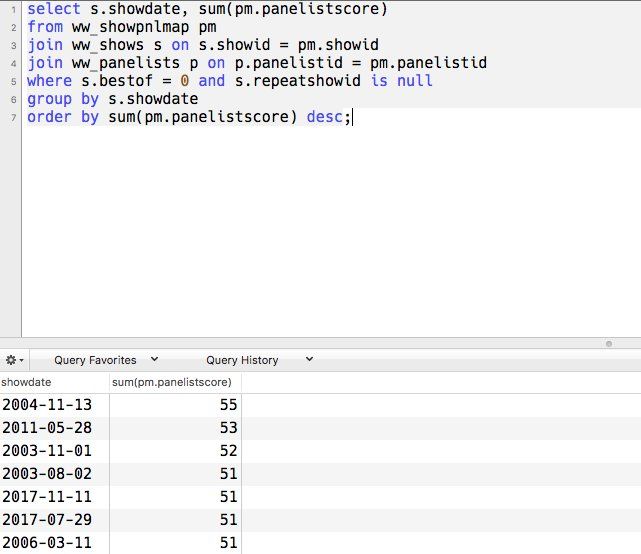 1 select s.showdate, sum(pm.panelistscore)
2 from ww_showpnlmap pm
3 join ww_shows s on s.showid = pm.showid
4 join ww_panelists p on p.panelistid = pm.panelistid
5 where s.bestof = 0 and s.repeatshowid is null
6 group by s.showdate
7 order by sum(pm.panelistscore) desc;
Query Favorites Query History
showdate sum(pm.panelistscore)
2004-11-13 55
2011-05-28 53
2003-11-01 52
2003-08-02 51
2017-11-11 51
2017-07-29 51
2006-03-11 51